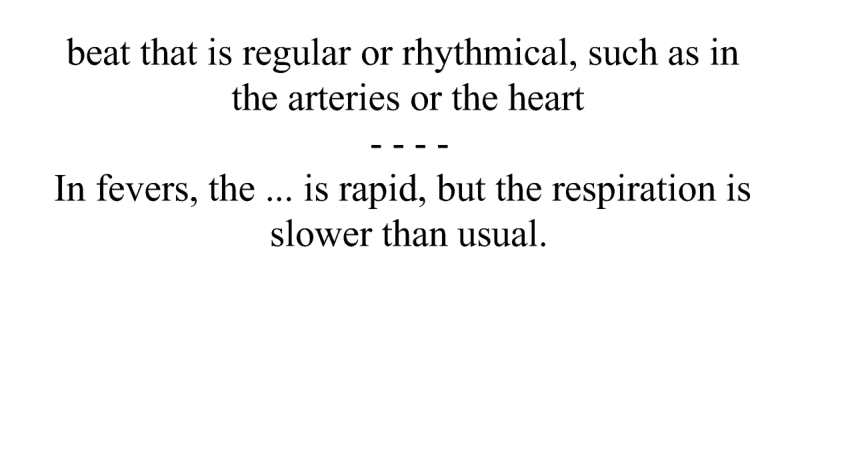 beat that is regular or rhythmical, such as in
the arteries or the heart
- - - -
In fevers, the ... is rapid, but the respiration is
slower than usual.